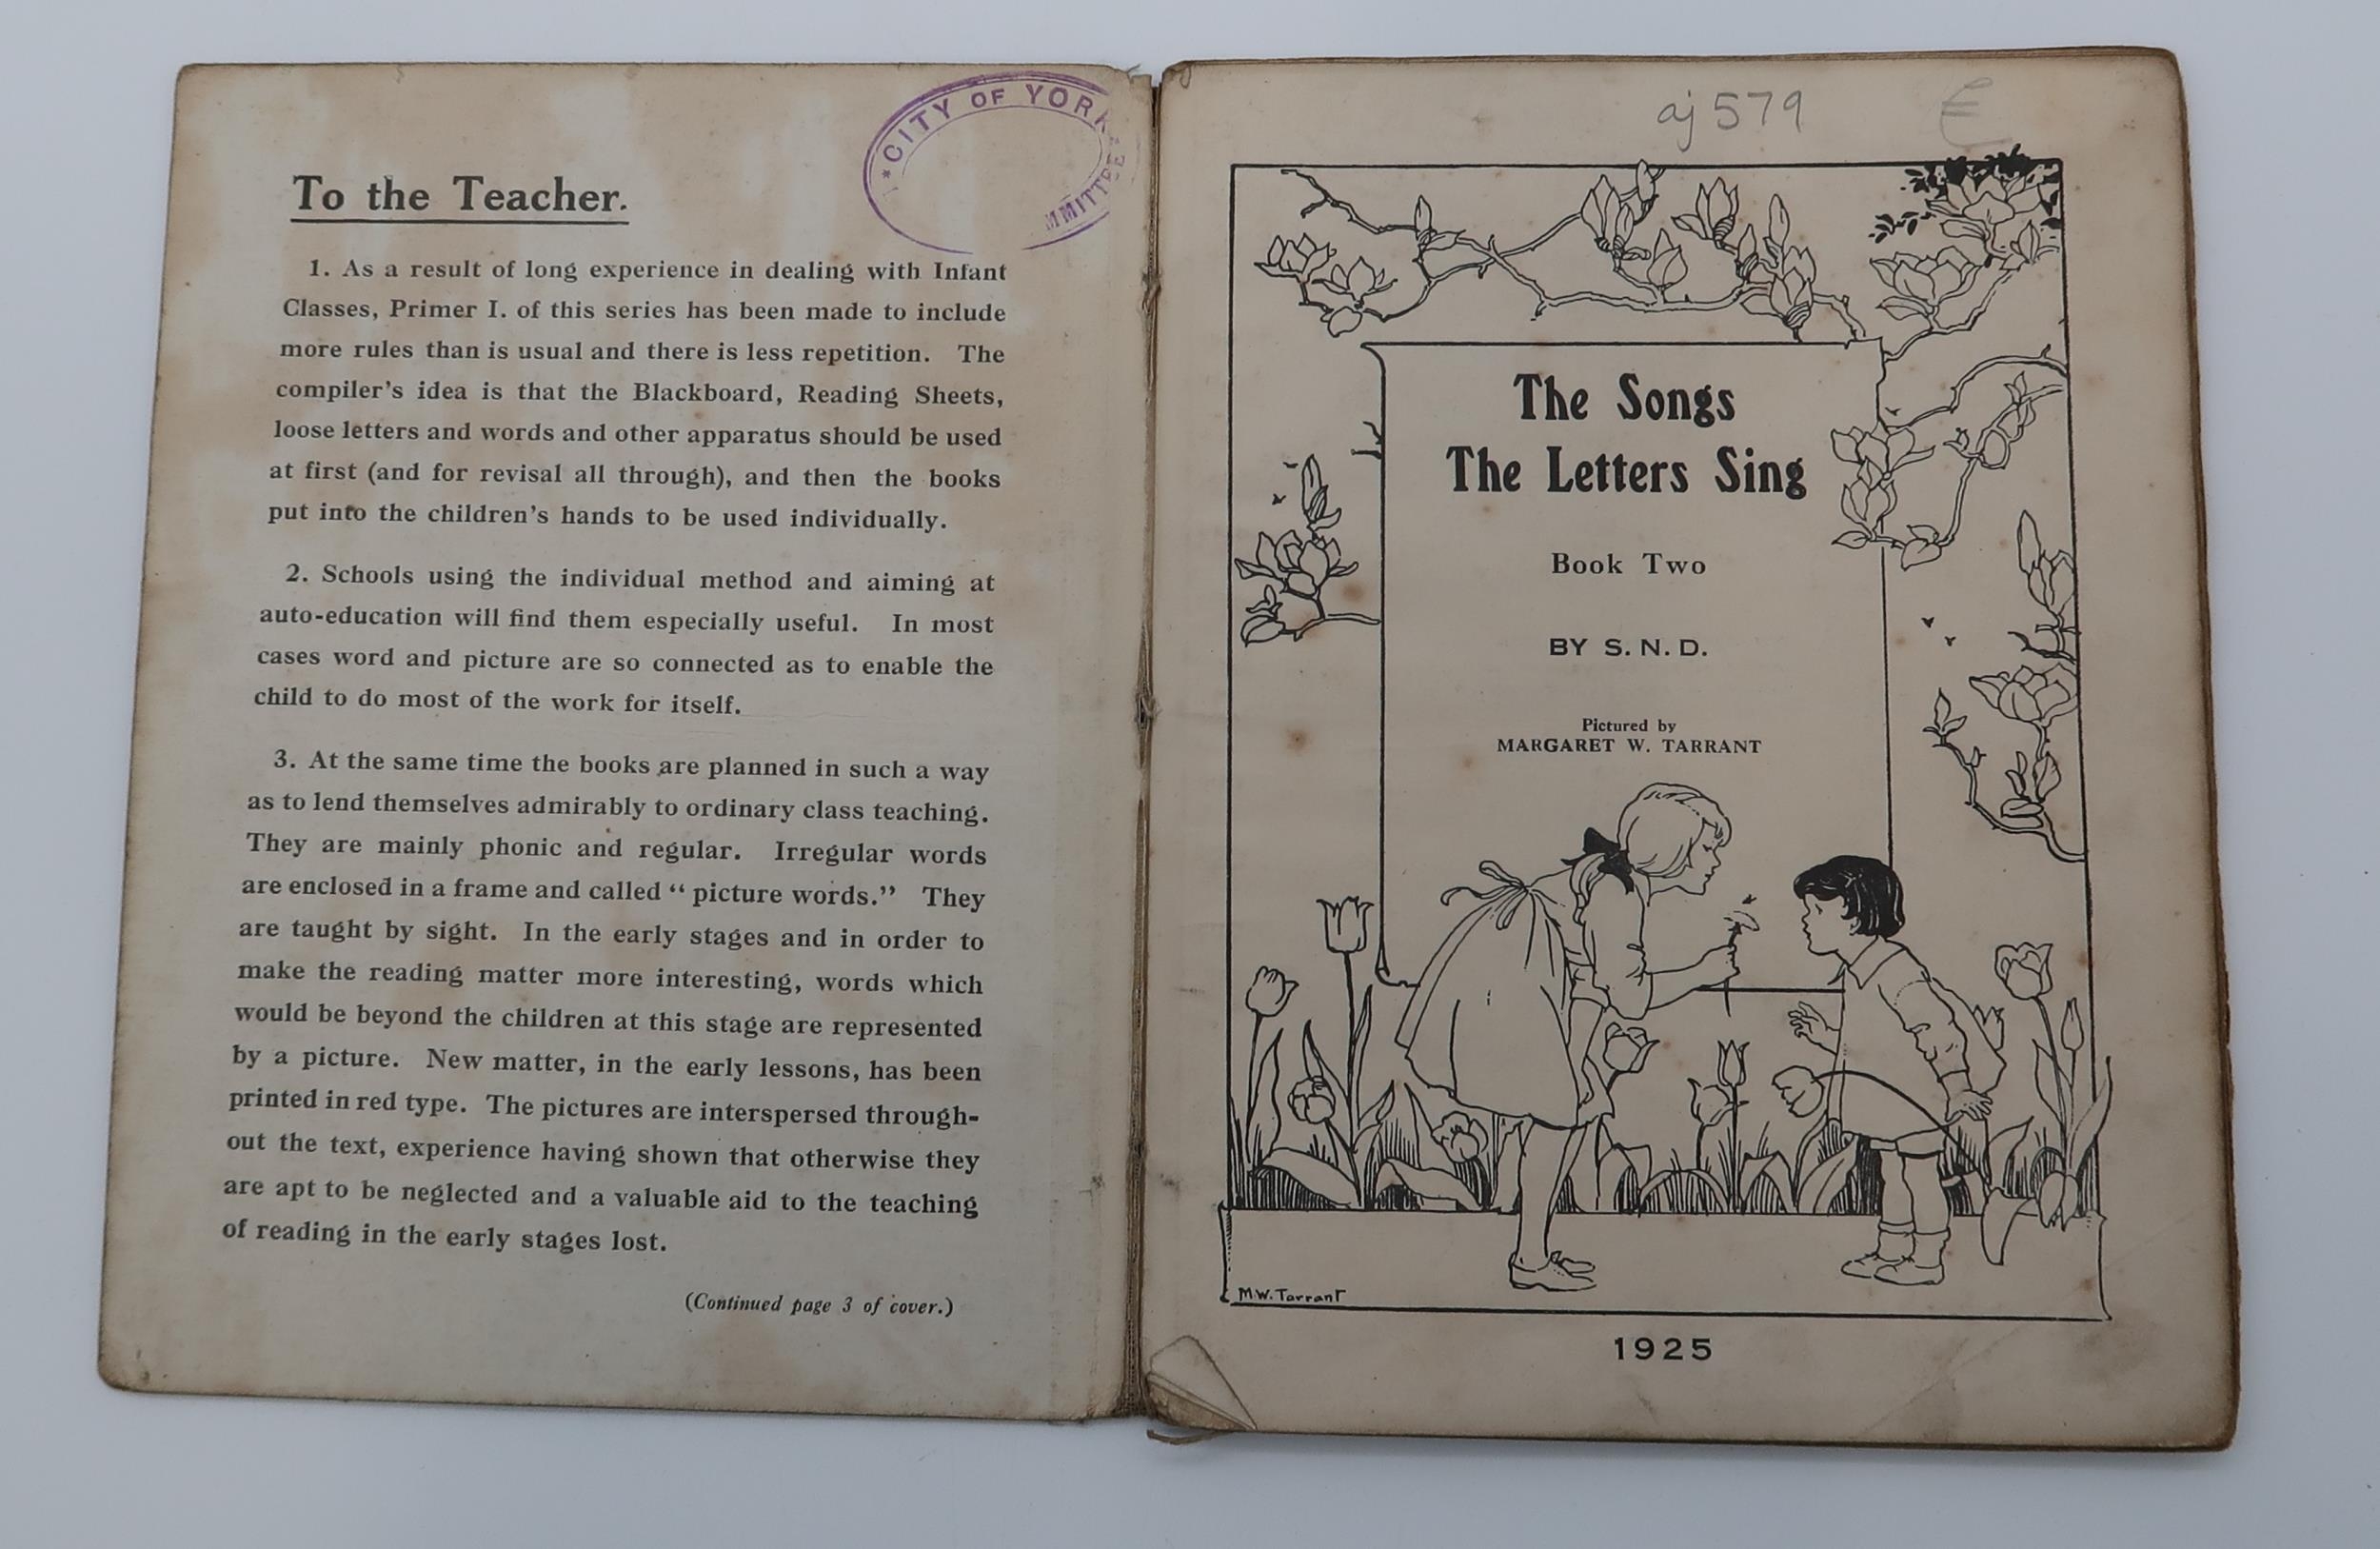 * CITY OF YORK
MMITTEE
To the Teacher.
1. As a result of long experience in dealing with Infant
Classes, Primer I. of this series has been made to include
more rules than is usual and there is less repetition. The
compiler's idea is that the Blackboard, Reading Sheets,
loose letters and words and other apparatus should be used
at first (and for revisal all through), and then the books
put into the children's hands to be used individually.
2. Schools using the individual method and aiming at
auto-education will find them especially useful. In most
cases word and picture are so connected as to enable the
child to do most of the work for itself.
3. At the same time the books are planned in such a way
as to lend themselves admirably to ordinary class teaching.
They are mainly phonic and regular. Irregular words
are enclosed in a frame and called “ picture words.” They
are taught by sight. In the early stages and in order to
make the reading matter more interesting, words which
would be beyond the children at this stage are represented
by a picture. New matter, in the early lessons, has been
printed in red type. The pictures are interspersed through-
out the text, experience having shown that otherwise they
are apt to be neglected and a valuable aid to the teaching
of reading in the early stages lost.
(Continued page 3 of cover.)
aj 579 £
The Songs
The Letters Sing
Book Two
BY S. N. D.
Pictured by
MARGARET W. TARRANT
M.W. Tarrant
1925